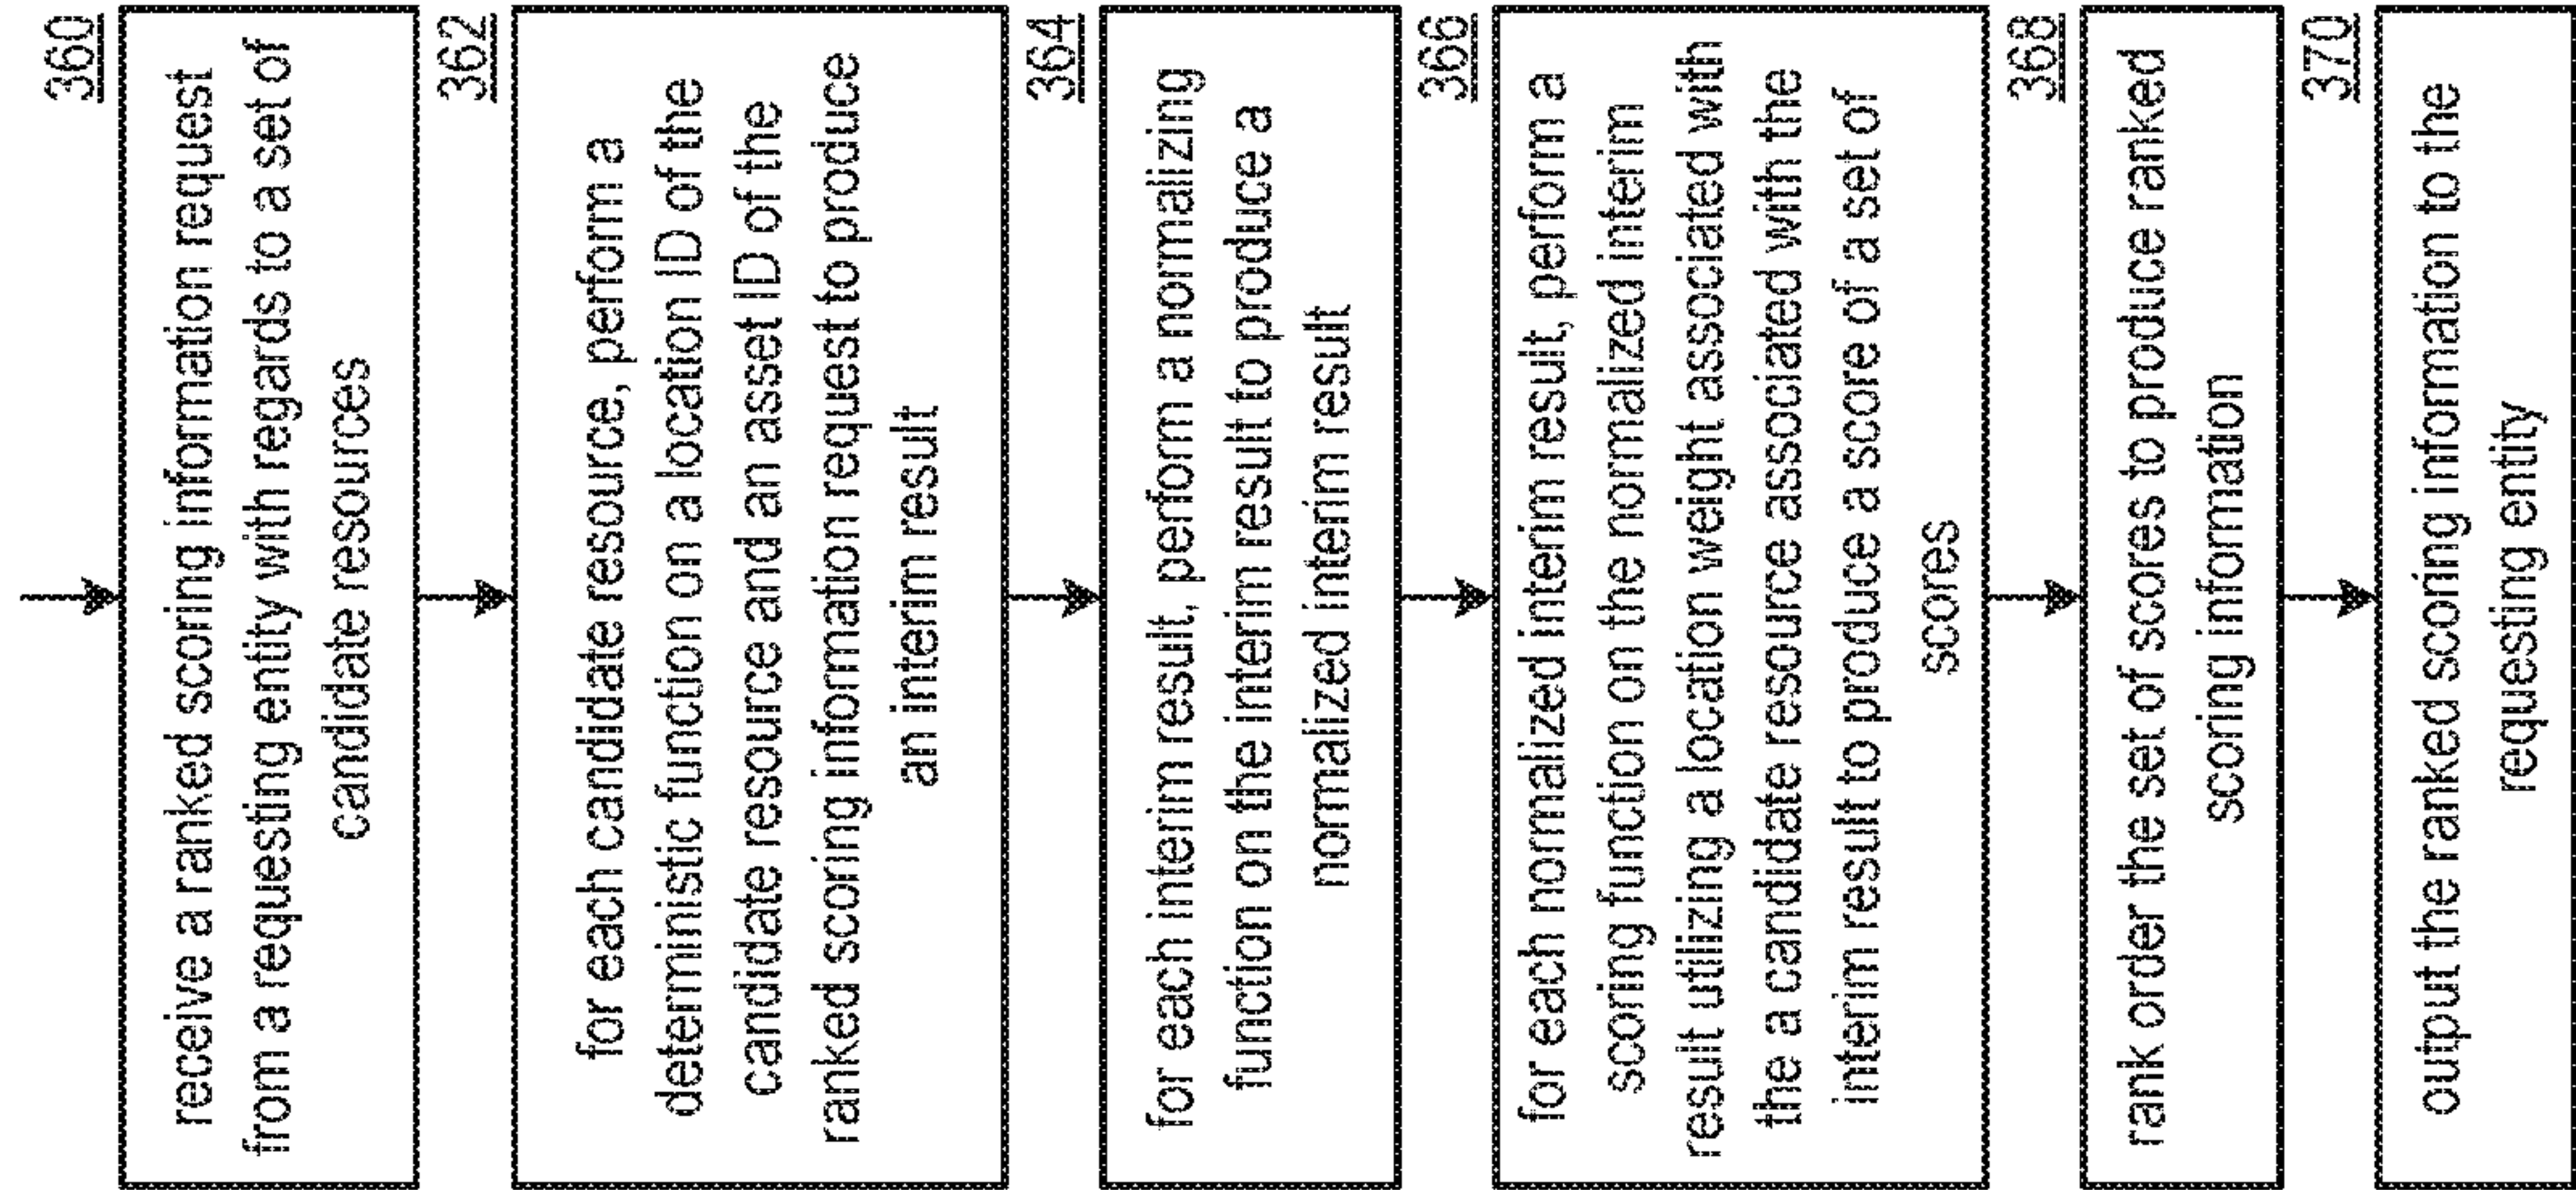 360
receive a ranked scoring information request
from a requesting entity with regards to a set of
candidate resources
362
for each candidate resource, perform a
deterministic function on a location ID of the
candidate resource and an asset ID of the
ranked scoring information request to produce
an interim result
364
for each interim result, perform a normalizing
function on the interim result to produce a
normalized interim result
366
for each normalized interim result, perform a
scoring function on the normalized interim
result utilizing a location weight associated with
the a candidate resource associated with the
interim result to produce a score of a set of
scores
368
rank order the set of scores to produce ranked
scoring information
370
output the ranked scoring information to the
requesting entity